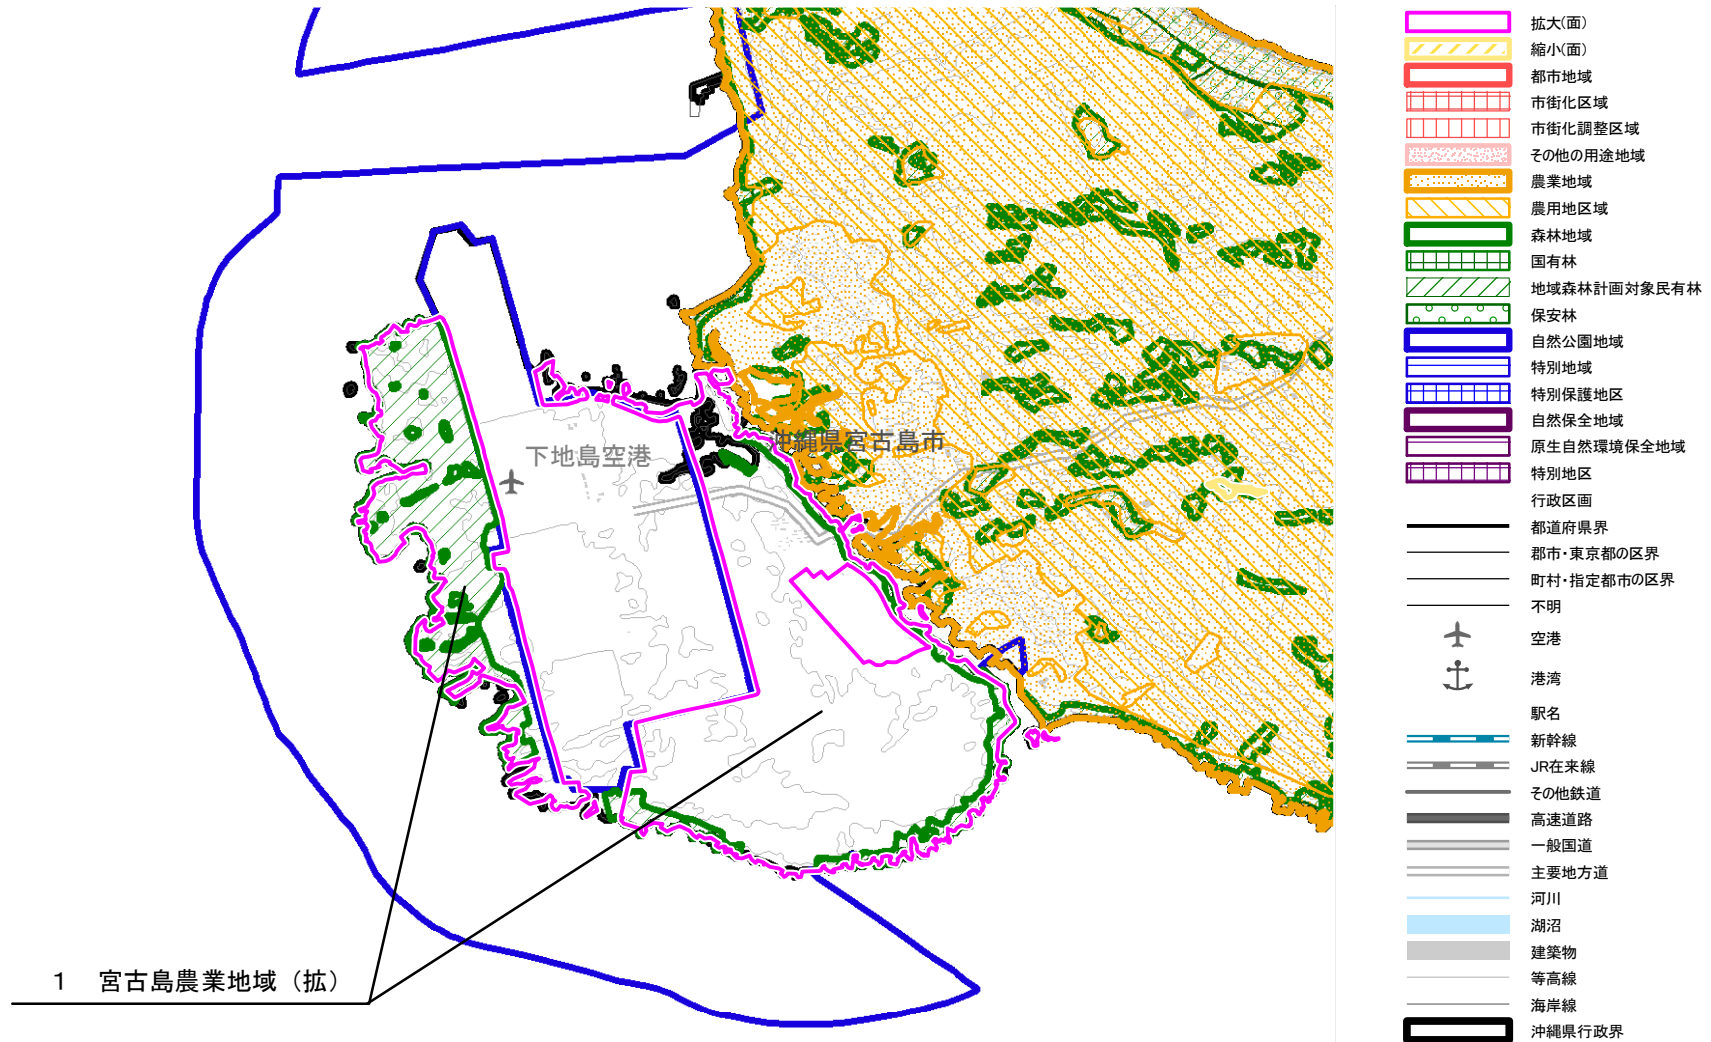 下地島空港
沖縄県宮古島市
1 宮古島農業地域（拡）
拡大(面)
縮小(面)
都市地域
市街化区域
市街化調整区域
その他の用途地域
農業地域
農用地区域
森林地域
国有林
地域森林計画対象民有林
保安林
自然公園地域
特別地域
特別保護地区
自然保全地域
原生自然環境保全地域
特別地区
行政区画
都道府県界
郡市・東京都の区界
町村・指定都市の区界
不明
空港
港湾
駅名
新幹線
JR在来線
その他鉄道
高速道路
一般国道
主要地方道
河川
湖沼
建築物
等高線
海岸線
沖縄県行政界